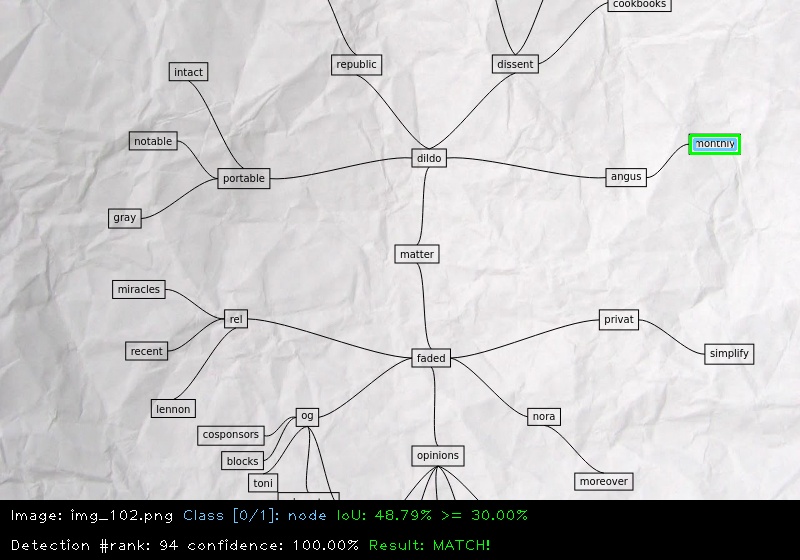 cookbooks
republic
dissent
intact
notable
monthly
dildo
portable
angus
gray
matter
miracles
rel
privat
recent
faded
simplify
lennon
og
nora
cosponsors
opinions
blocks
toni
moreover
Image: img_102.png Class [0/1]: node IoU: 48.79% >= 30.00%
Detection #rank: 94 confidence: 100.00% Result: MATCH!